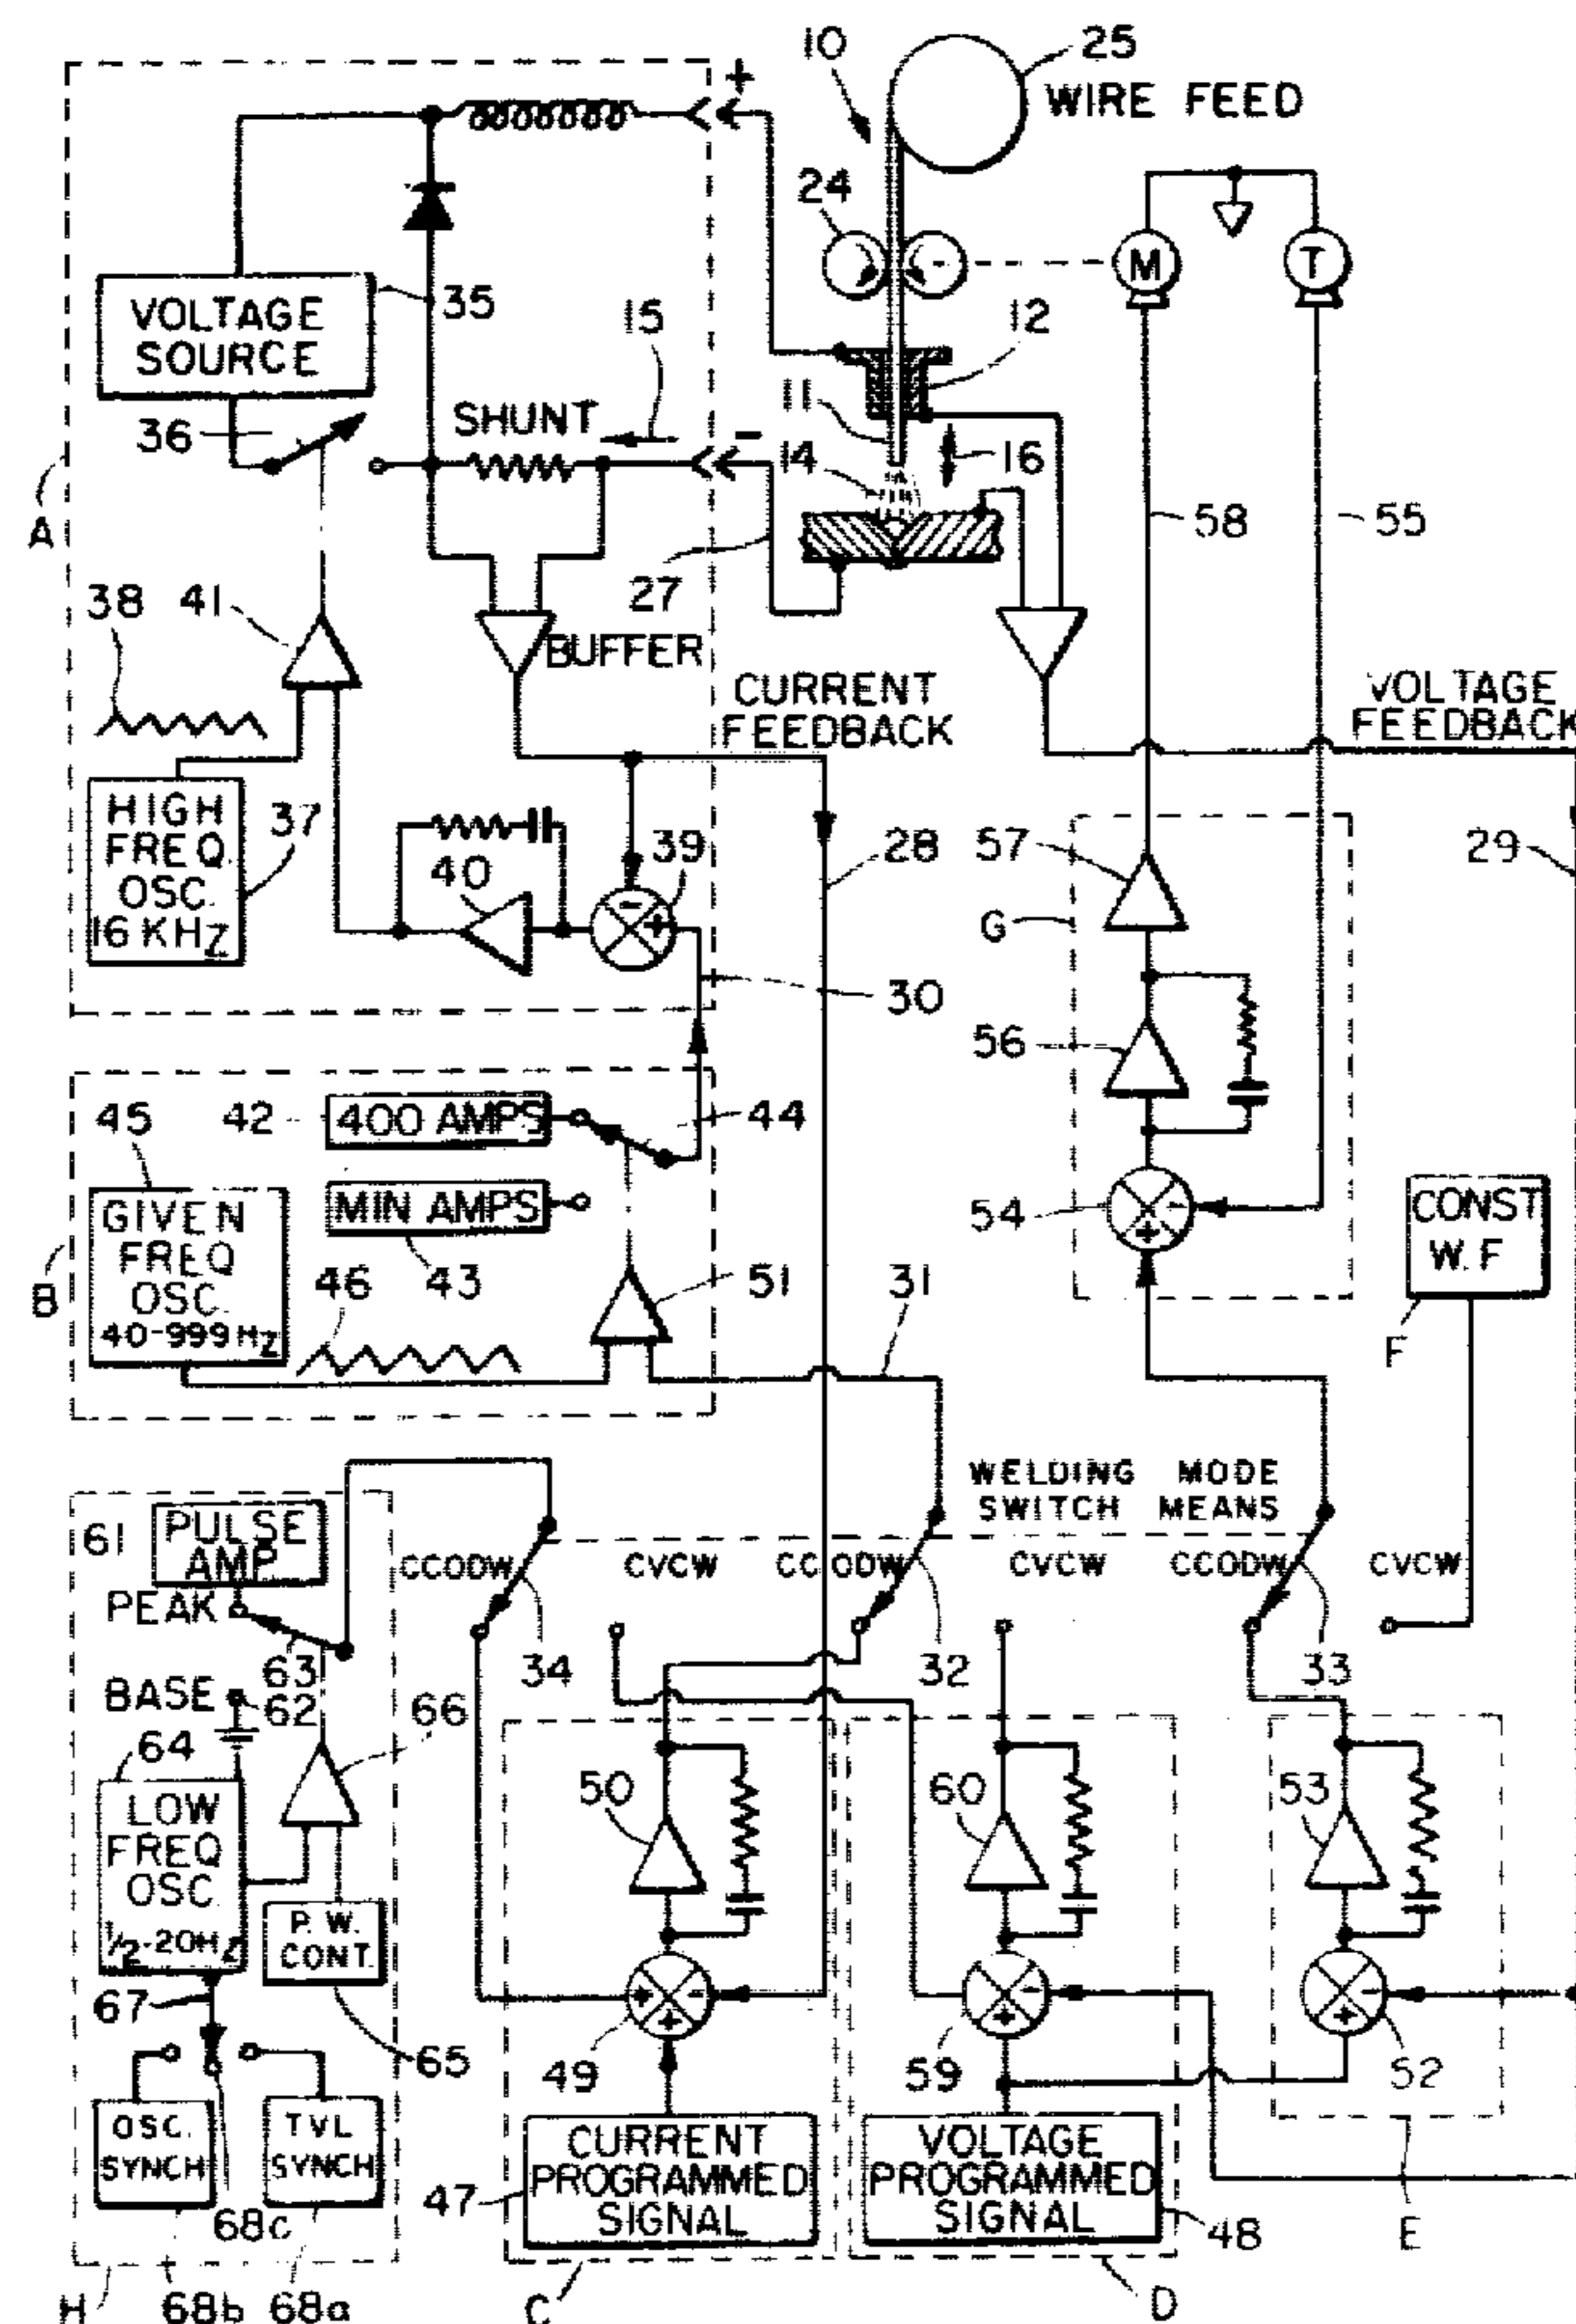 10
25
WIRE FEED
+
24
M
T
35
VOLTAGE
SOURCE
15
12
11
36
SHUNT
-
14
16
A
58
55
27
38
41
BUFFER
CURRENT
FEEDBACK
VOLTAGE
FEEDBACK
HIGH
FREQ.
OSC.
16 KHZ
37
40
39
-
+
28
57
29
G
30
56
45
42
400 AMPS
44
GIVEN
FREQ
OSC.
40-999 HZ
MIN AMPS
43
54
-
+
CONST
W.F
B
46
51
31
F
WELDING MODE
SWITCH MEANS
61
PULSE
AMP
PEAK
CCODW
CVCW
CCODW
CVCW
CCODW
CVCW
63
34
32
33
BASE
62
66
64
LOW
FREQ
OSC
1/2-20HZ
50
60
53
P. W.
CONT.
67
65
+
-
+
49
-
+
59
-
+
52
OSC.
SYNCH
TVL
SYNCH
CURRENT
PROGRAMMED
SIGNAL
47
VOLTAGE
PROGRAMMED
SIGNAL
48
68c
E
H
68b
68a
C
D